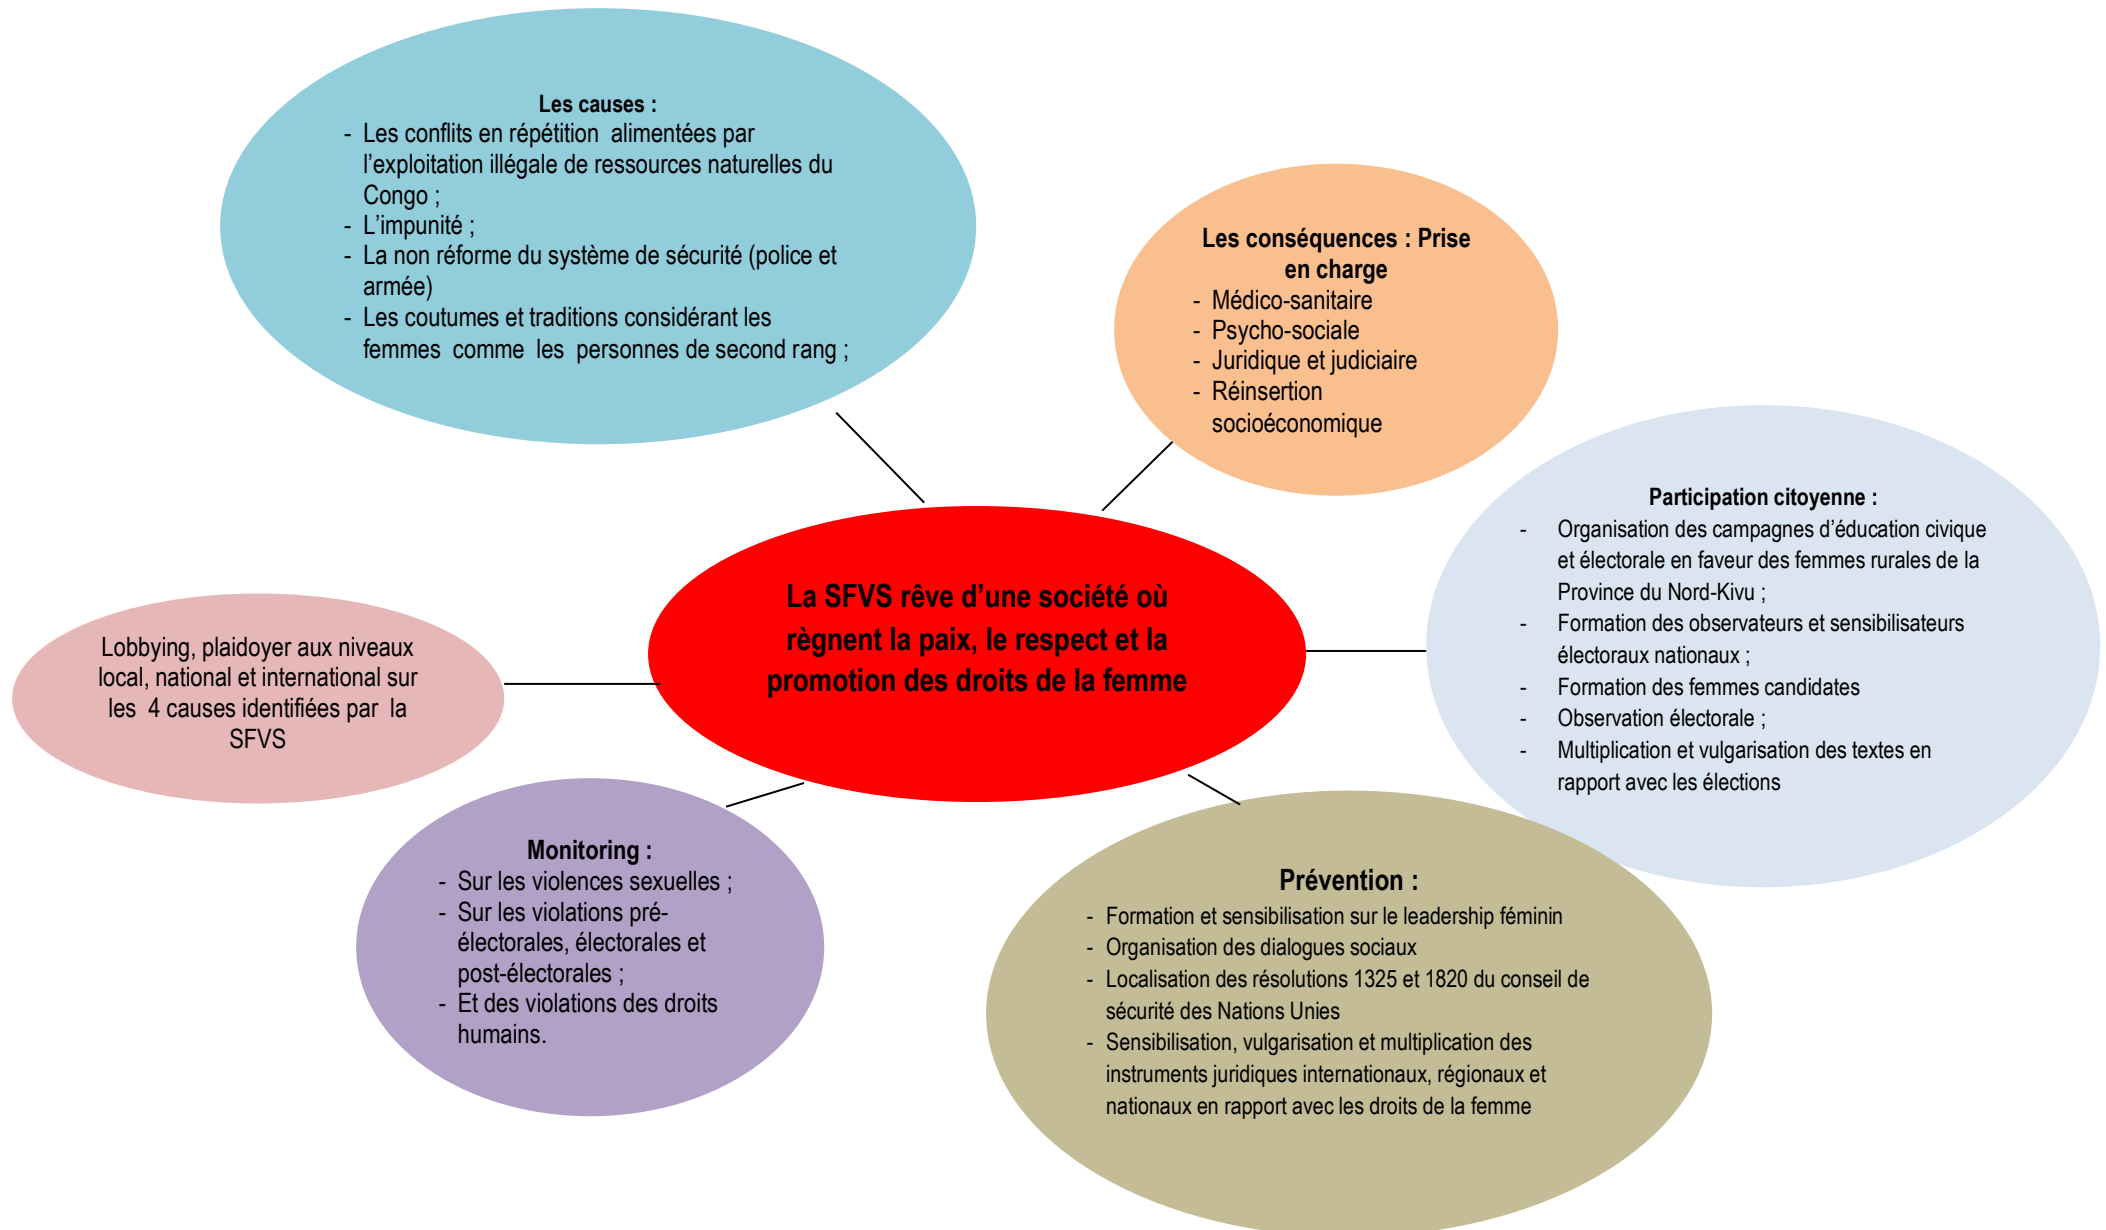 Les causes :
- Les conflits en répétition alimentées par
l’exploitation illégale de ressources naturelles du
Congo ;
- L’impunité ;
- La non réforme du système de sécurité (police et
armée)
- Les coutumes et traditions considérant les
femmes comme les personnes de second rang ;
Les conséquences : Prise
en charge
- Médico-sanitaire
- Psycho-sociale
- Juridique et judiciaire
- Réinsertion
socioéconomique
Participation citoyenne :
- Organisation des campagnes d’éducation civique
et électorale en faveur des femmes rurales de la
Province du Nord-Kivu ;
- Formation des observateurs et sensibilisateurs
électoraux nationaux ;
- Formation des femmes candidates
- Observation électorale ;
- Multiplication et vulgarisation des textes en
rapport avec les élections
La SFVS rêve d’une société où
règnent la paix, le respect et la
promotion des droits de la femme
Lobbying, plaidoyer aux niveaux
local, national et international sur
les 4 causes identifiées par la
SFVS
Monitoring :
- Sur les violences sexuelles ;
- Sur les violations pré-
électorales, électorales et
post-électorales ;
- Et des violations des droits
humains.
Prévention :
- Formation et sensibilisation sur le leadership féminin
- Organisation des dialogues sociaux
- Localisation des résolutions 1325 et 1820 du conseil de
sécurité des Nations Unies
- Sensibilisation, vulgarisation et multiplication des
instruments juridiques internationaux, régionaux et
nationaux en rapport avec les droits de la femme